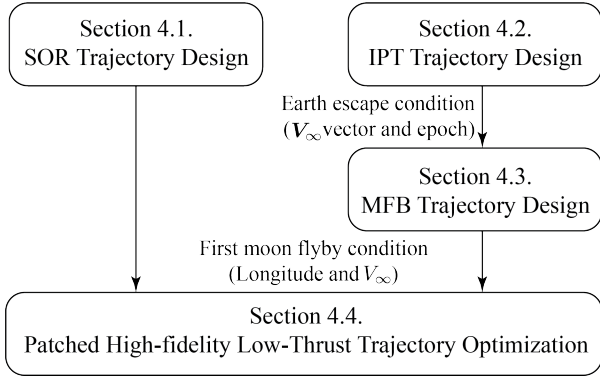 Section 4.1.
SOR Trajectory Design
Section 4.2.
IPT Trajectory Design
Earth escape condition
(V∞ vector and epoch)
Section 4.3.
MFB Trajectory Design
First moon flyby condition
(Longitude and V∞)
Section 4.4.
Patched High-fidelity Low-Thrust Trajectory Optimization